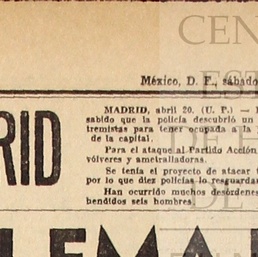 CEN
México, D. F., sábado
MADRID, abril 20. (U. P.) —
sabido que la policía descubrió un
tremistas para tener ocupada a la
de la capital.
RID
Para el ataque al Partido Acción
vólveres y ametralladoras.
Se tenía el proyecto de atacar
por lo que diez policías lo resguardan
Han ocurrido muchos desórdenes
hendidos seis hombres.
LEMA